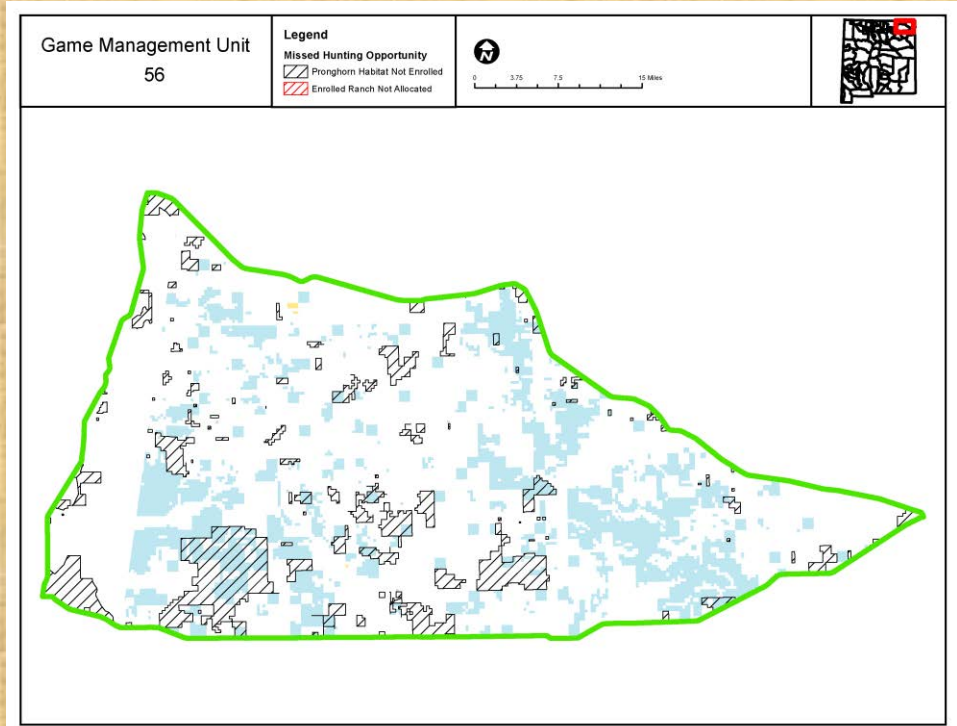 Game Management Unit
56
Legend
Missed Hunting Opportunity
Pronghorn Habitat Not Enrolled
Enrolled Ranch Not Allocated
N
0 3.75 7.5 15 Miles